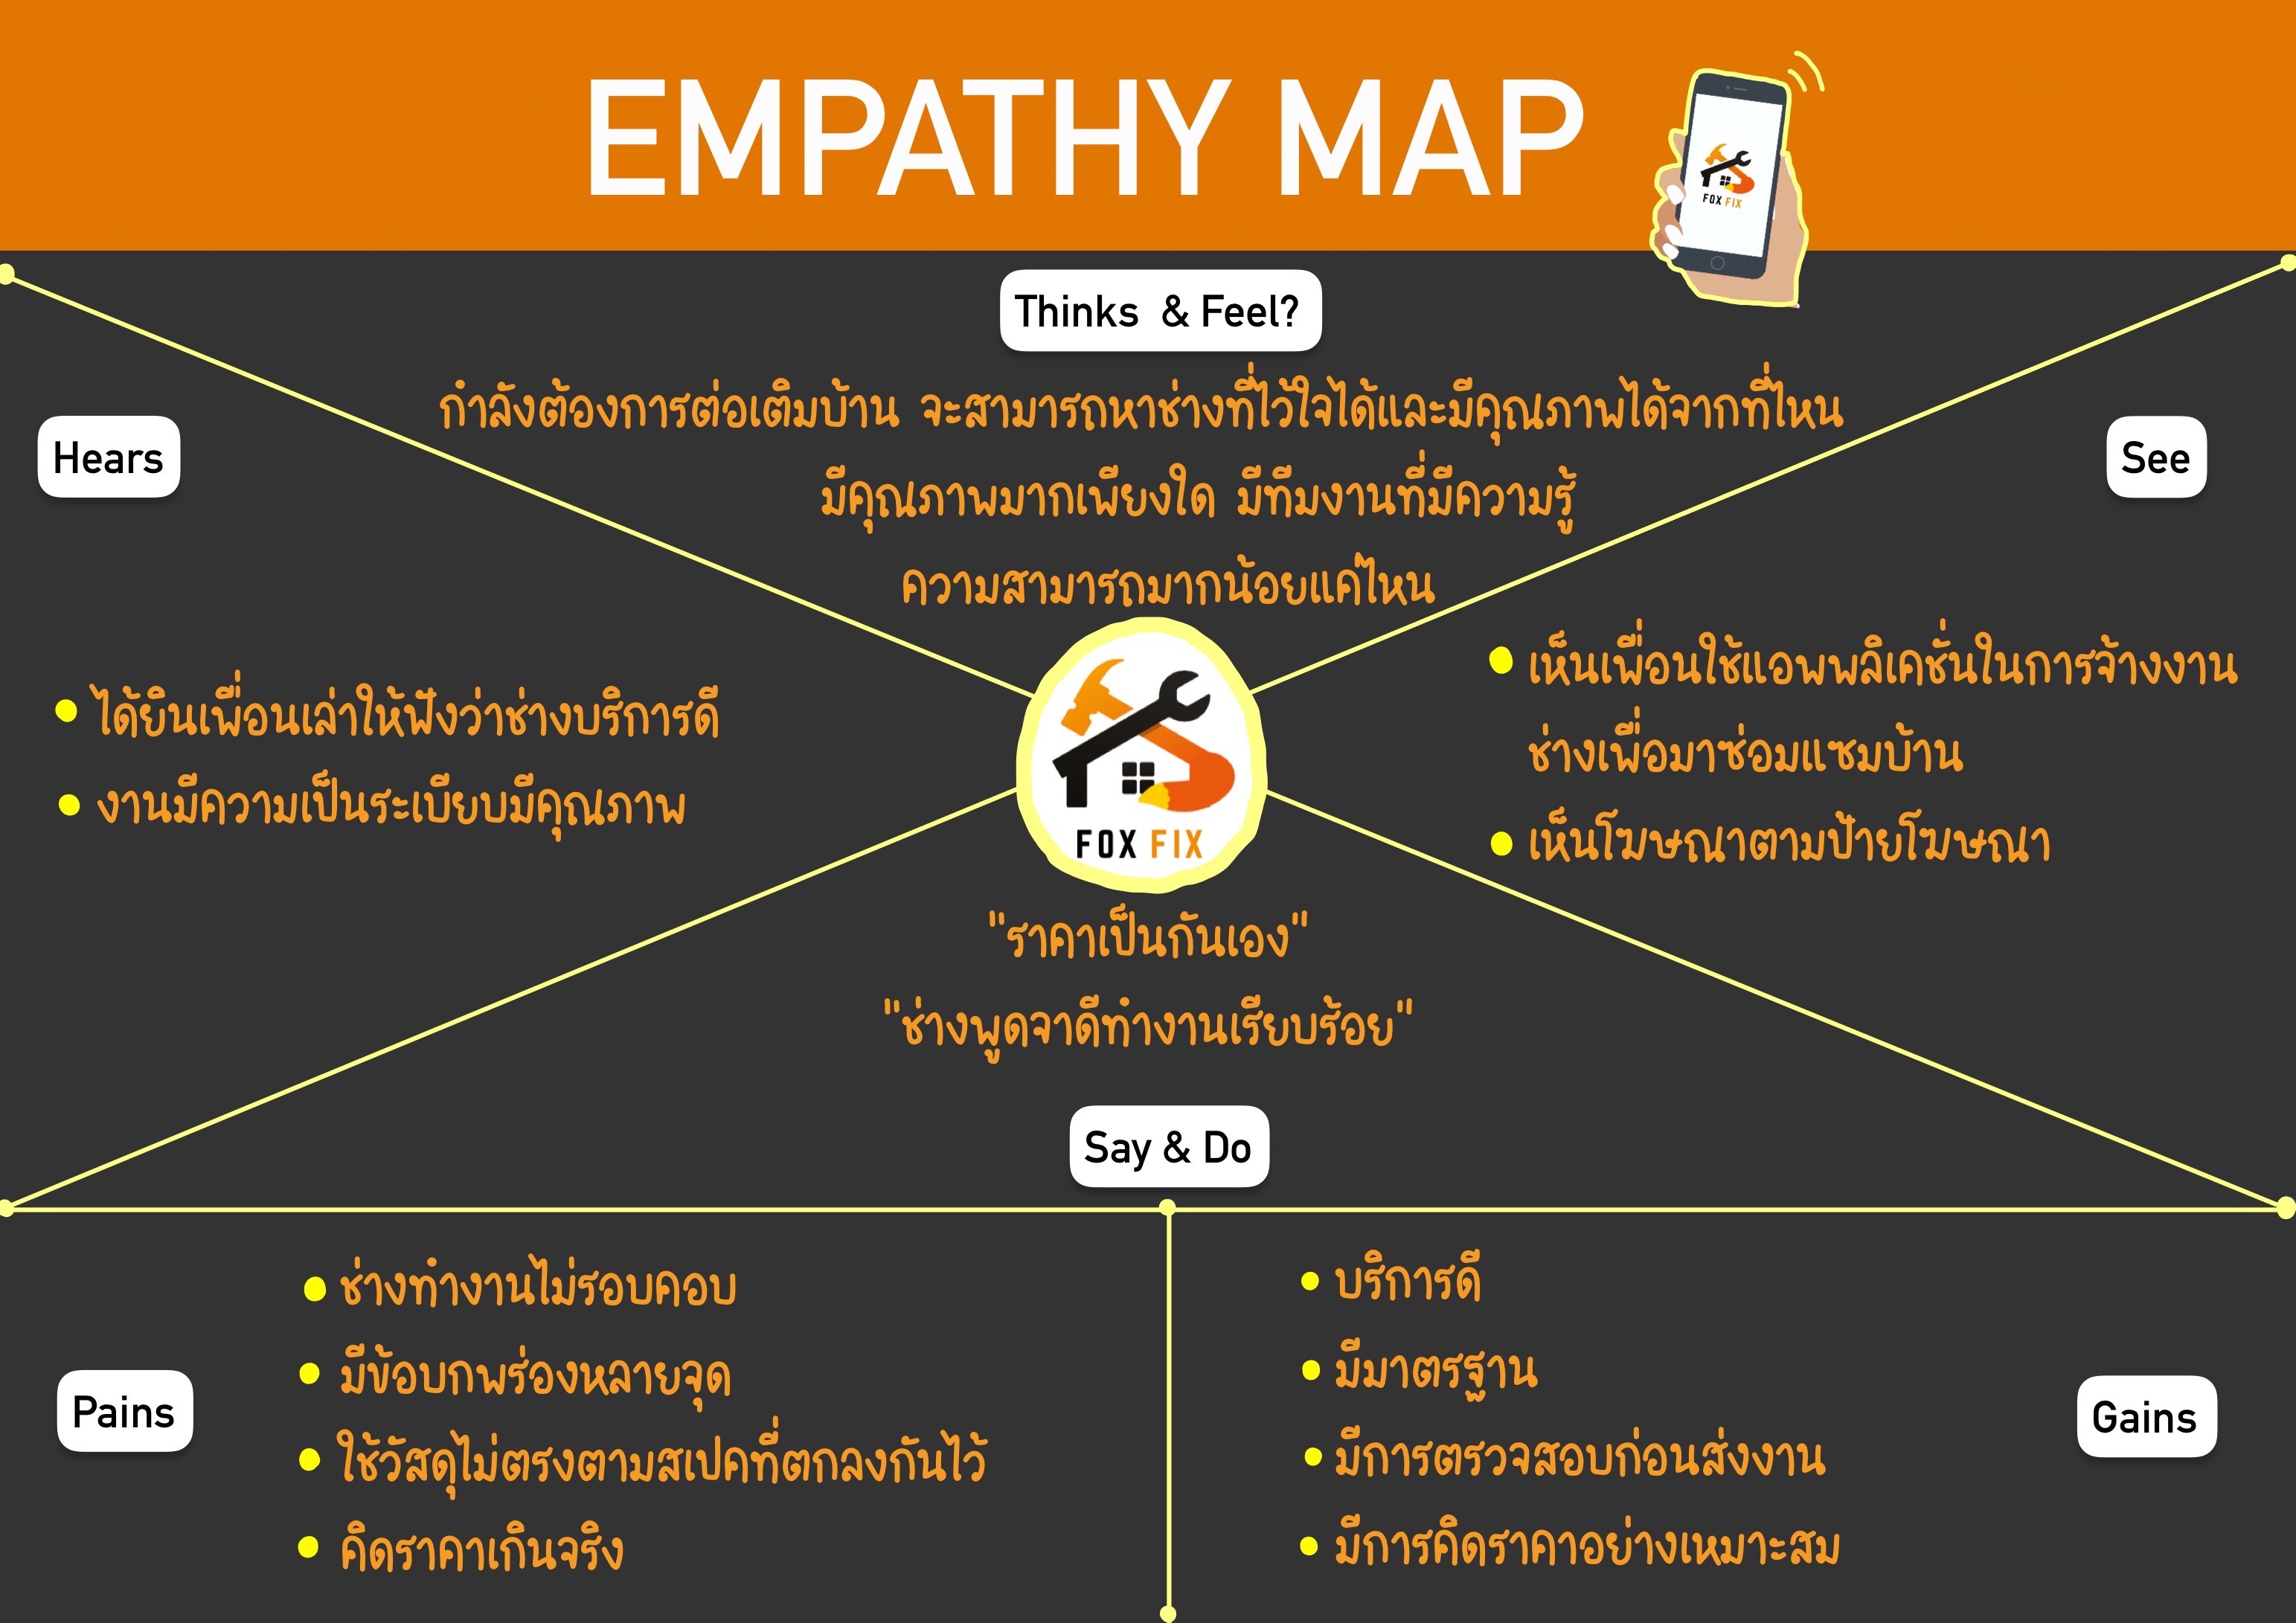 EMPATHY MAP
FOX FIX
Thinks & Feel?
กำลังต้องการต่อเติมบ้าน จะสามารถหาช่างที่ไว้ใจได้และมีคุณภาพได้จากที่ไหน
มีคุณภาพมากเพียงใด มีทีมงานที่มีความรู้
ความสามารถมากน้อยแค่ไหน
Hears
ได้ยินเพื่อนเล่าให้ฟังว่าช่างบริการดี
งานมีความเป็นระเบียบมีคุณภาพ
See
เห็นเพื่อนใช้แอพพลิเคชั่นในการจ้างงาน
ช่างเพื่อมาซ่อมแซมบ้าน
เห็นโฆษณาตามป้ายโฆษณา
FOX FIX
"ราคาเป็นกันเอง"
"ช่างพูดจาดีทำงานเรียบร้อย"
Say & Do
Pains
ช่างทำงานไม่รอบคอบ
มีข้อบกพร่องหลายจุด
ใช้วัสดุไม่ตรงตามสเปคที่ตกลงกันไว้
คิดราคาเกินจริง
บริการดี
มีมาตรฐาน
มีการตรวจสอบก่อนส่งงาน
มีการคิดราคาอย่างเหมาะสม
Gains